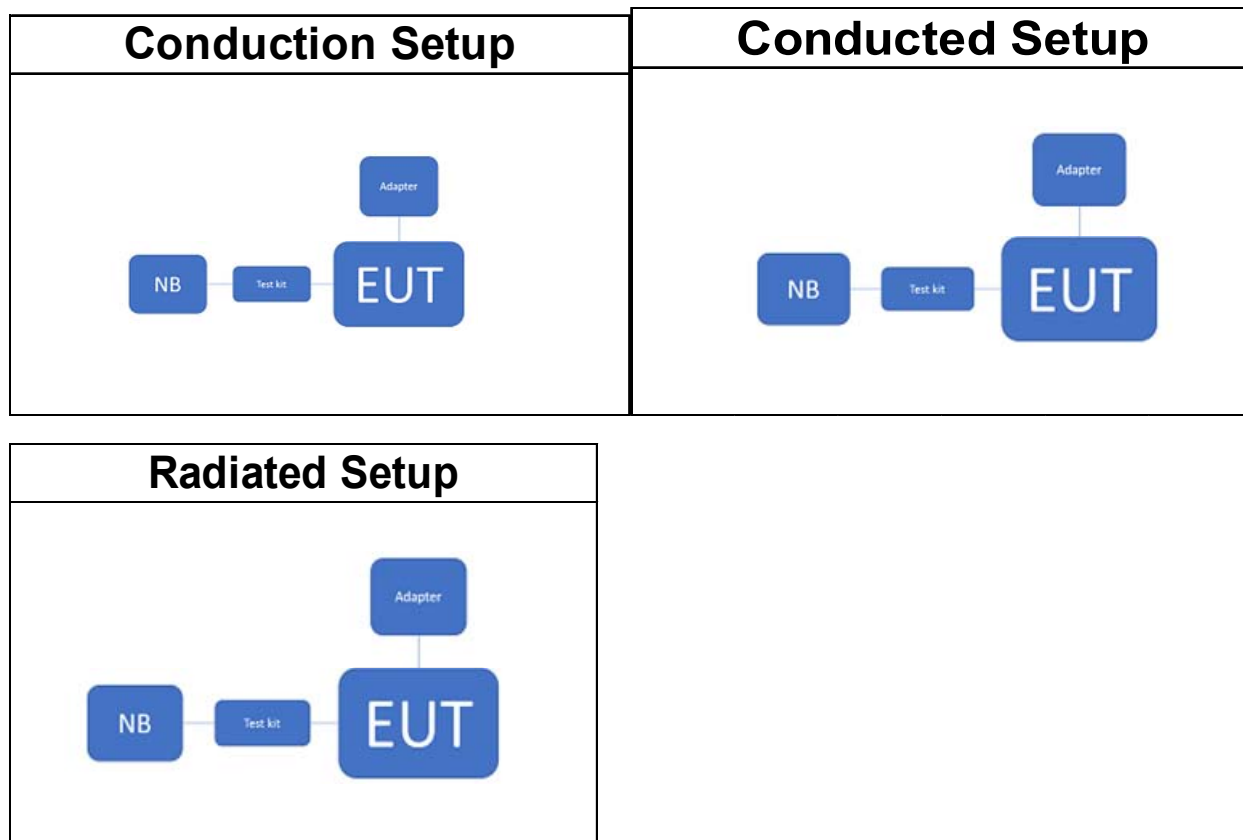 Conduction Setup
Adapter
NB
Test kit
EUT
Conducted Setup
Adapter
NB
Test kit
EUT
Radiated Setup
Adapter
NB
Test kit
EUT